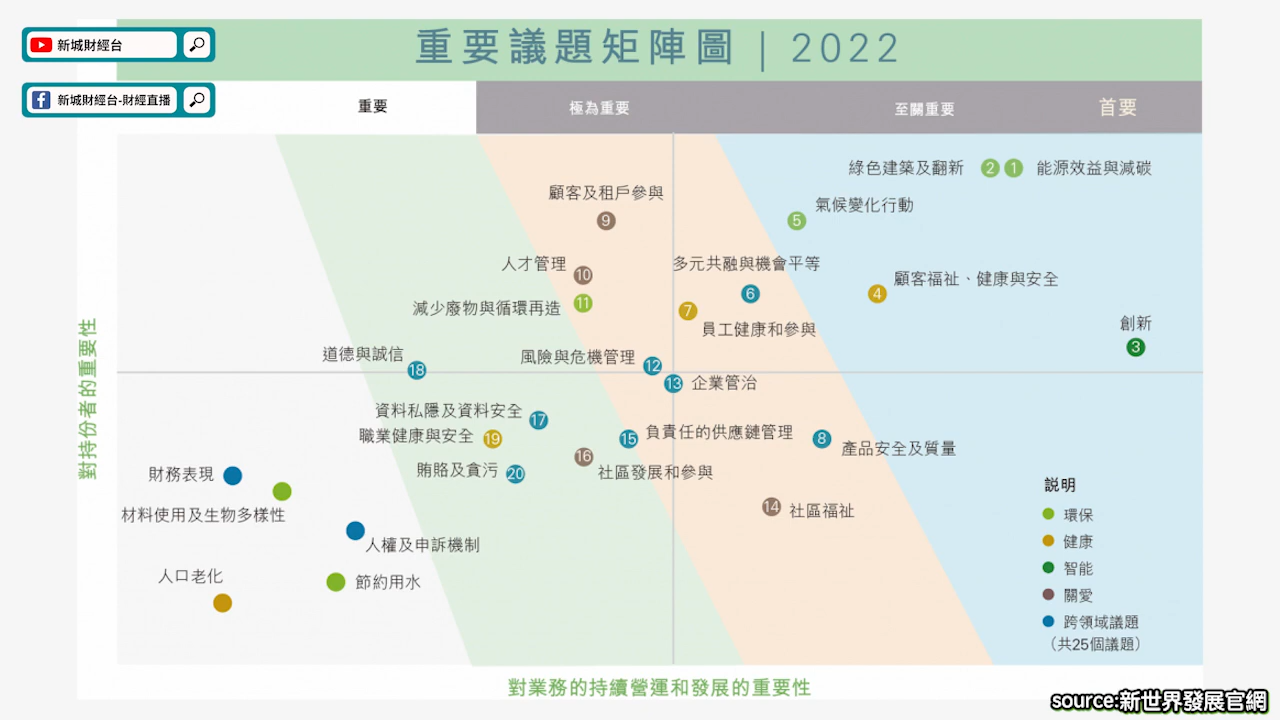 新城財經台
新城財經台-財經直播
重要議題矩陣圖 | 2022
重要
極為重要
至關重要
首要
對持份者的重要性
綠色建築及翻新 2 1 能源效益與減碳
顧客及租戶參與
9
5 氣候變化行動
人才管理 10
多元共融與機會平等
6
4 顧客福祉、健康與安全
減少廢物與循環再造 11
7
員工健康和參與
創新
3
道德與誠信
18
風險與危機管理 12
13 企業管治
資料私隱及資料安全 17
職業健康與安全 19
15 負責任的供應鏈管理
8 產品安全及質量
賄賂及貪污 20
16 社區發展和參與
財務表現
材料使用及生物多樣性
14 社區福祉
人權及申訴機制
人口老化
節約用水
説明
環保
健康
智能
關愛
跨領域議題
（共25個議題）
對業務的持續營運和發展的重要性
source:新世界發展官網